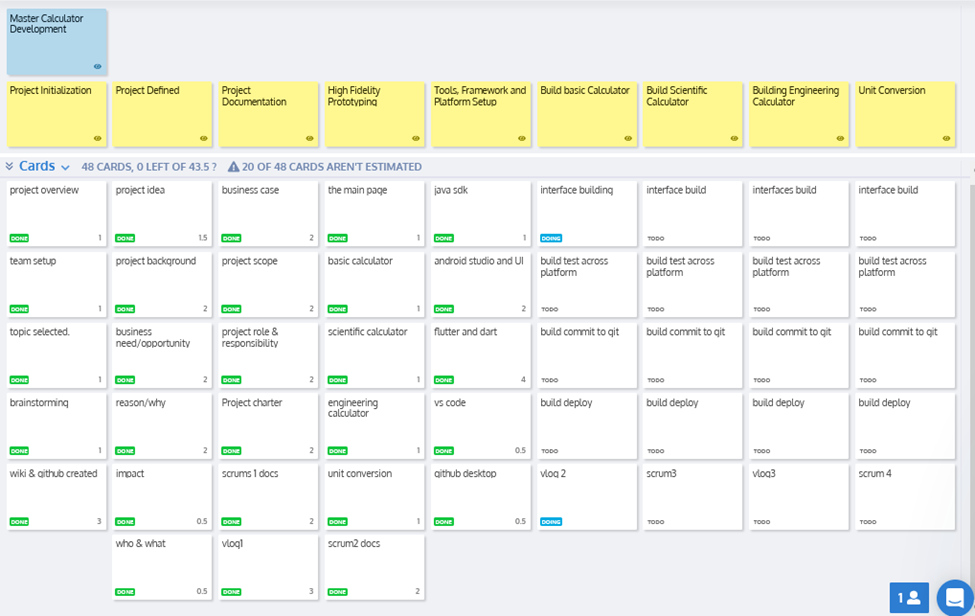 Master Calculator
Development
Project Initialization Project Defined Project High Fidelity Tools, Framework and Build basic Calculator Build Scientific Building Engineering Unit Conversion
Documentation Prototyping Platform Setup Calculator Calculator
Cards 48 CARDS, 0 LEFT OF 43.5 ? 20 OF 48 CARDS AREN'T ESTIMATED
project overview project idea business case the main page java sdk interface building interface build interfaces build interface build
DONE 1 DONE 1.5 DONE 2 DONE 1 DONE 1 DOING TODO TODO TODO
team setup project background project scope basic calculator android studio and UI build test across build test across build test across build test across
platform platform platform platform
DONE 1 DONE 2 DONE 2 DONE 1 DONE 2 TODO TODO TODO TODO
topic selected. business project role & scientific calculator flutter and dart build commit to git build commit to git build commit to git build commit to git
need/opportunity responsibility
DONE 1 DONE 2 DONE 2 DONE 1 DONE 4 TODO TODO TODO TODO
brainstorming reason/why Project charter engineering vs code build deploy build deploy build deploy build deploy
calculator
DONE 1 DONE 2 DONE 2 DONE 1 DONE 0.5 TODO TODO TODO TODO
wiki & github created impact scrums 1 docs unit conversion github desktop vlog 2 scrum3 vlog3 scrum 4
DONE 3 DONE 0.5 DONE 2 DONE 1 DONE 0.5 DOING TODO TODO TODO
who & what vlog1 scrum2 docs
DONE 0.5 DONE 3 DONE 2
1